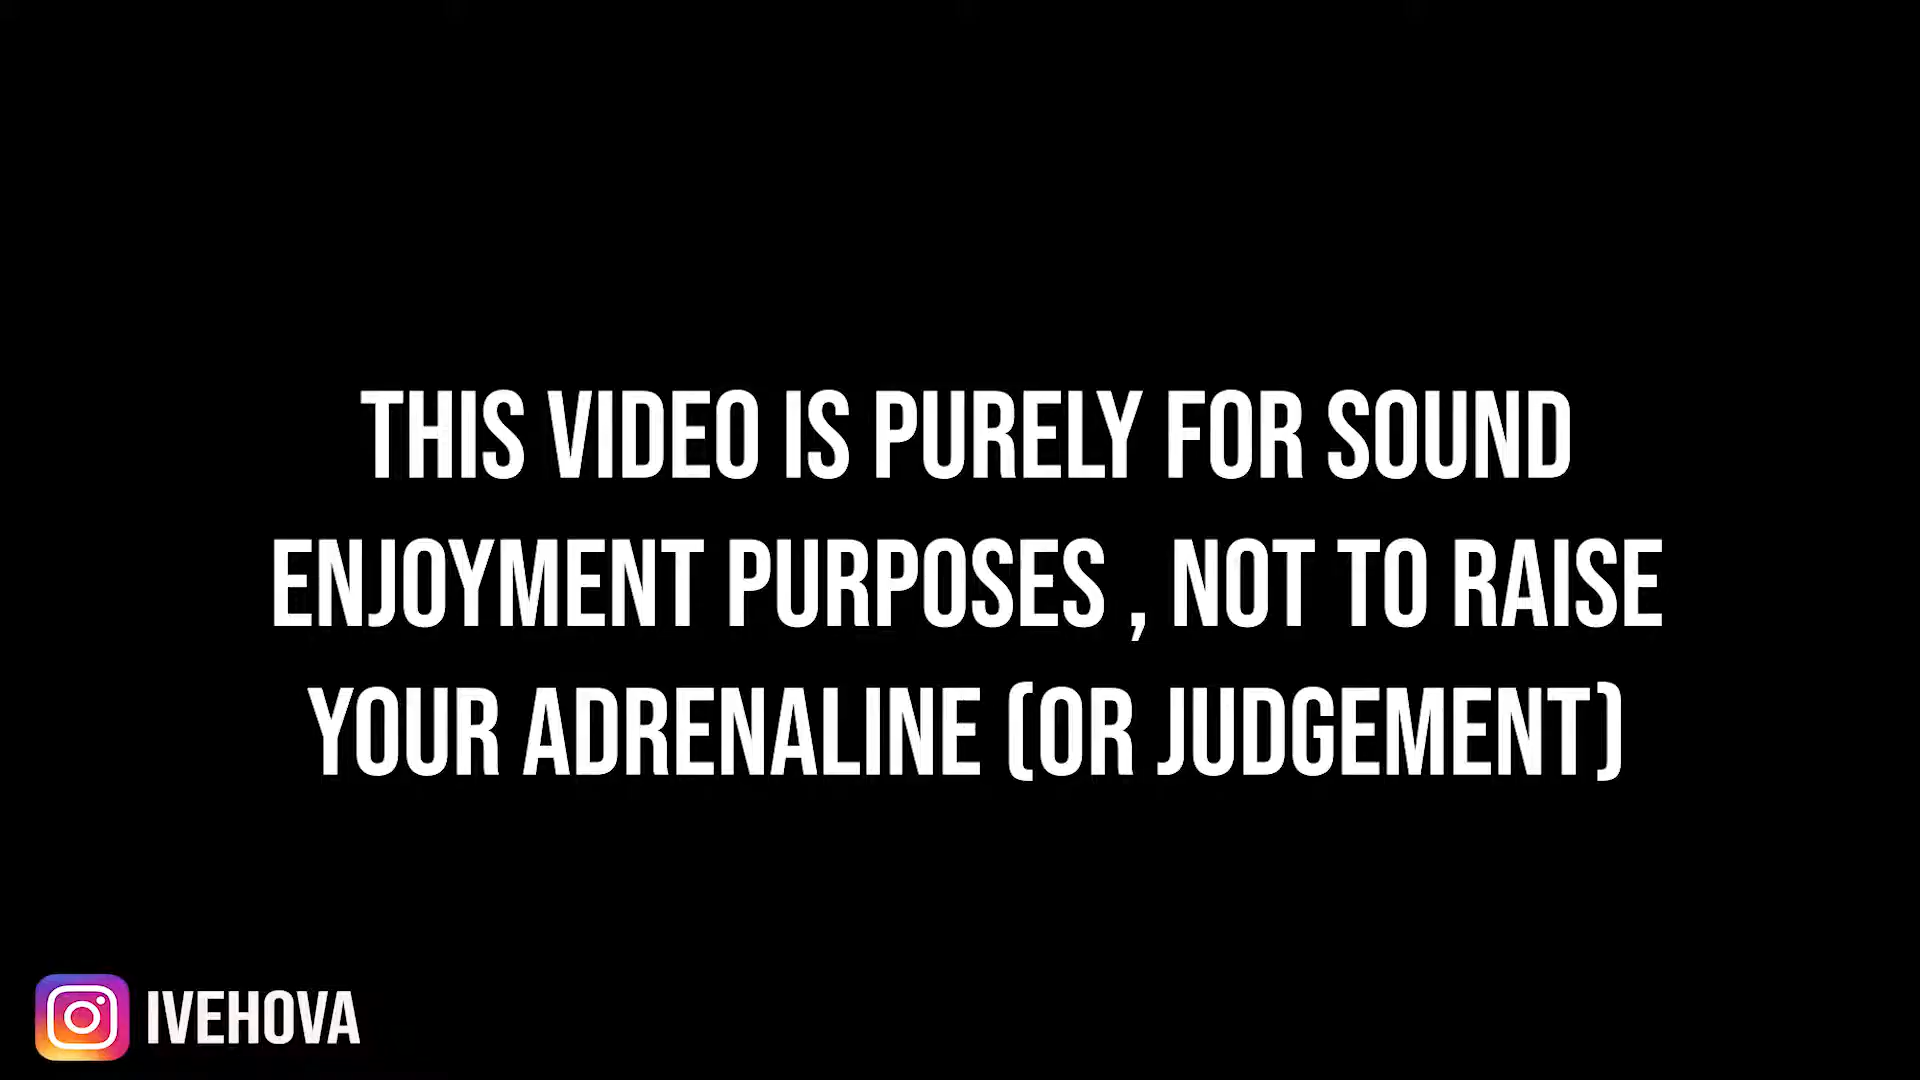 THIS VIDEO IS PURELY FOR SOUND
ENJOYMENT PURPOSES , NOT TO RAISE
YOUR ADRENALINE (OR JUDGEMENT)
IVEHOVA